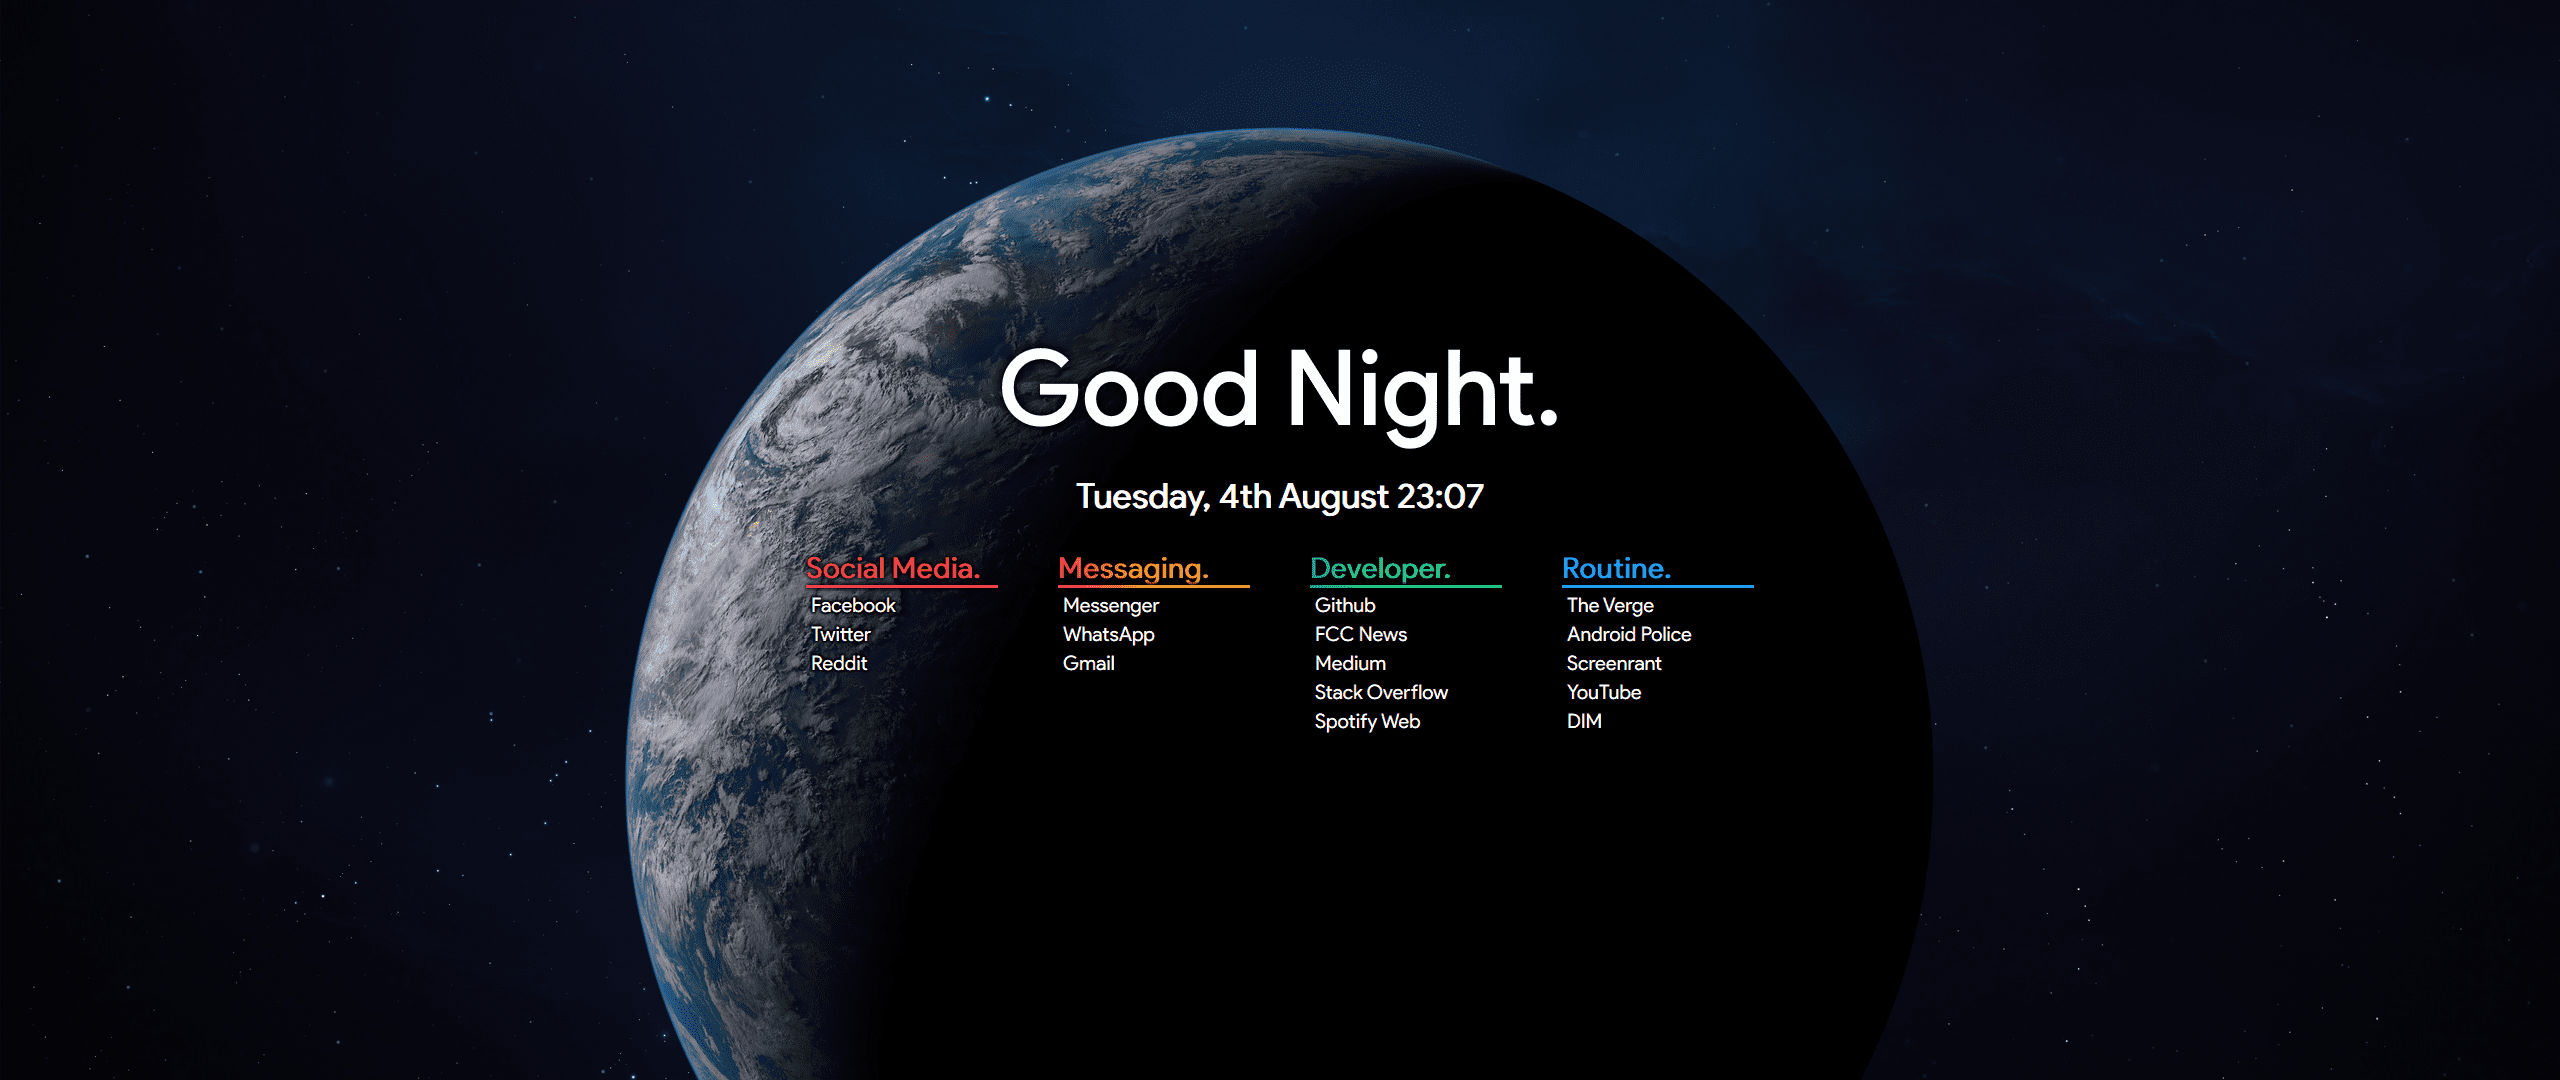 Good Night.
Tuesday, 4th August 23:07
Social Media.
Facebook
Twitter
Reddit
Messaging.
Messenger
WhatsApp
Gmail
Developer.
Github
FCC News
Medium
Stack Overflow
Spotify Web
Routine.
The Verge
Android Police
Screenrant
YouTube
DIM